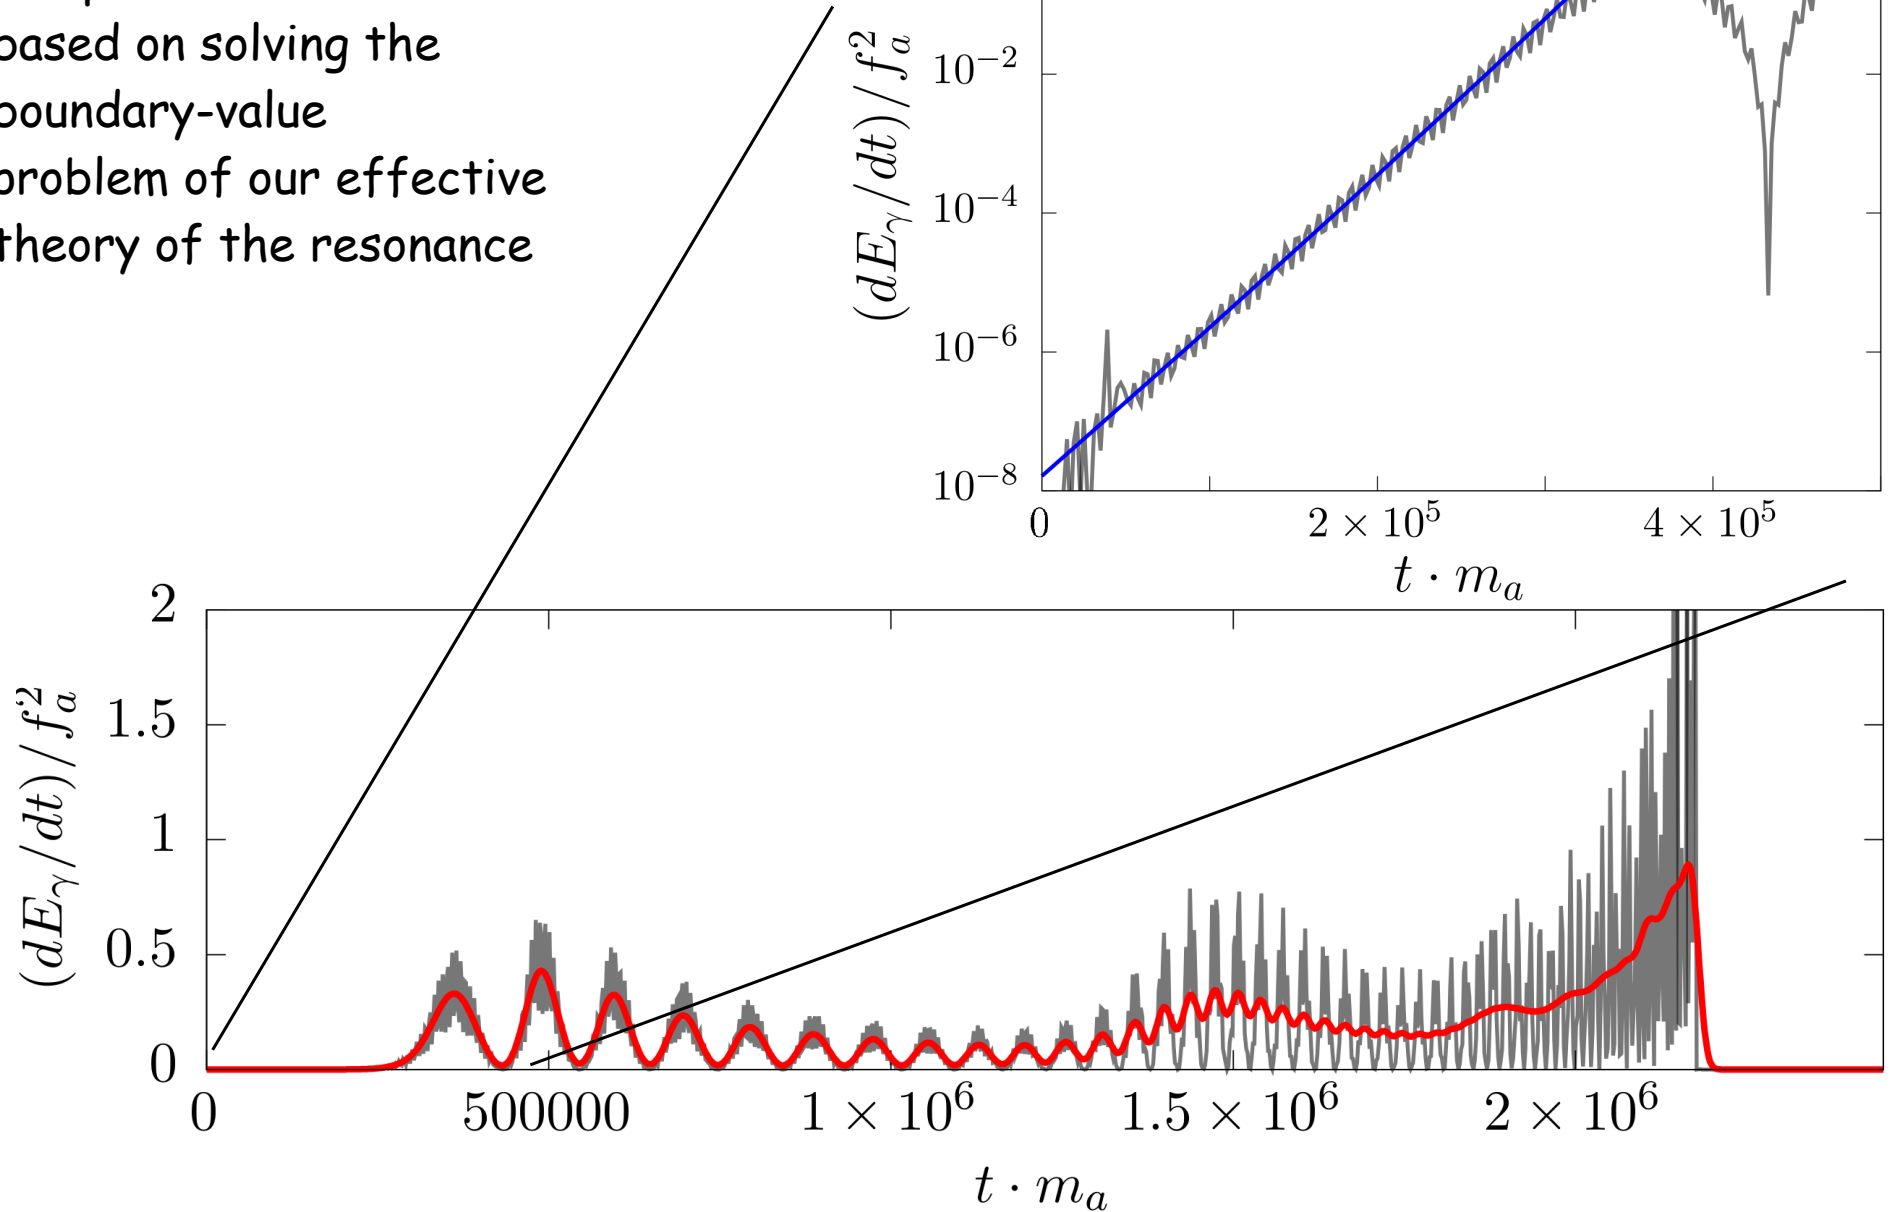 based on solving the
boundary-value
problem of our effective
theory of the resonance
(dE_γ/dt)/f_a^2
10^−2
10^−4
10^−6
10^−8
0
2 × 10^5
4 × 10^5
t · m_a
(dE_γ/dt)/f_a^2
2
1.5
1
0.5
0
0
500000
1 × 10^6
1.5 × 10^6
2 × 10^6
t · m_a